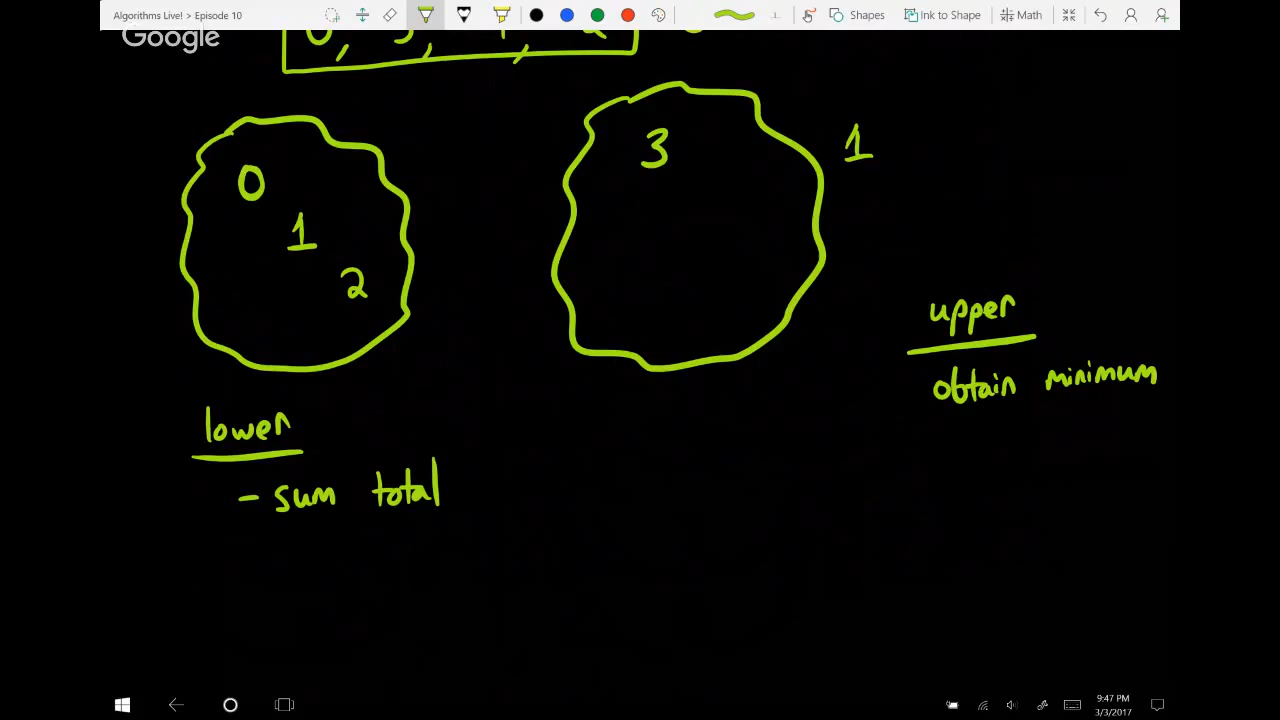 Algorithms Live! > Episode 10
Shapes
Ink to Shape
Math
Google
3
1
0
1
2
upper
obtain minimum
lower
- sum total
9:47 PM
3/3/2017